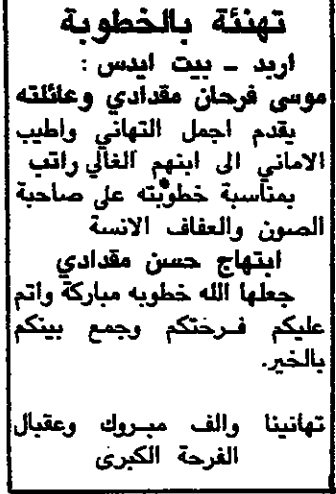 تهنئة بالخطوبة
اربد _ بيت ايدس :
موسى فرحان مقدادي وعائلته
يقدم اجمل التهاني واطيب
الاماني الى ابنهم الغالي راتب
بمناسبة خطوبته على صاحبة
الصون والعفاف الانسة
ابتهاج حسن مقدادي
جعلها الله خطوبه مباركة واتم
عليكم فـرحتكم وجمع بينكم
بالخير.
تهانينا والف مبـروك وعقبال
الفرحة الكبرى